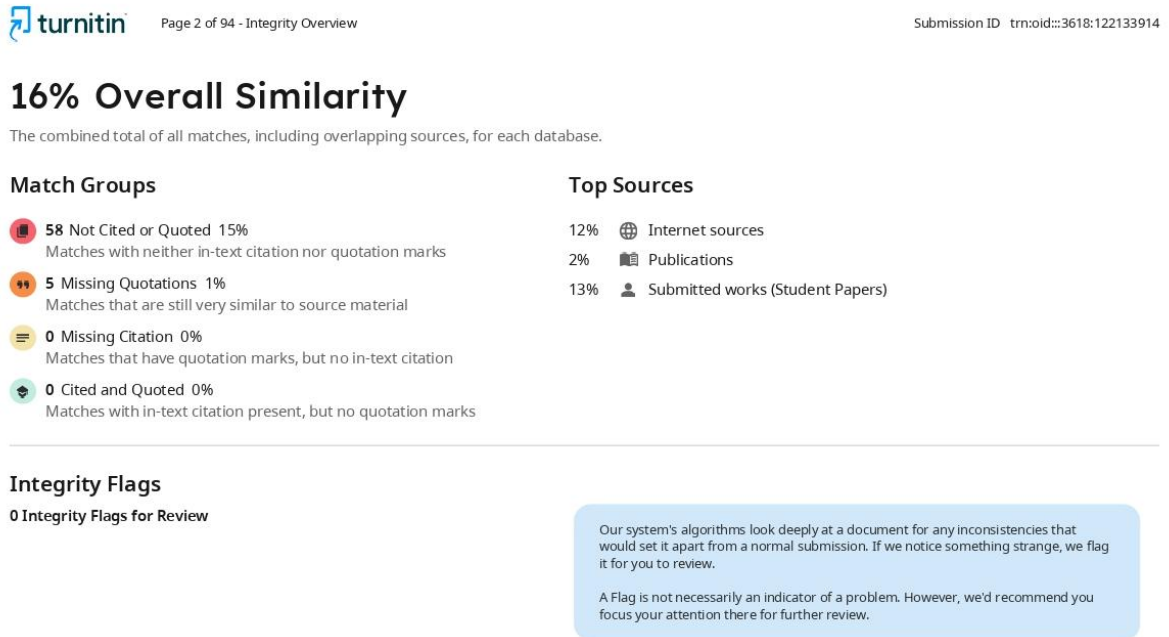 turnitin
Page 2 of 94 - Integrity Overview
Submission ID trn:oid:::3618:122133914
16% Overall Similarity
The combined total of all matches, including overlapping sources, for each database.
Match Groups
58 Not Cited or Quoted 15%
Matches with neither in-text citation nor quotation marks
5 Missing Quotations 1%
Matches that are still very similar to source material
0 Missing Citation 0%
Matches that have quotation marks, but no in-text citation
0 Cited and Quoted 0%
Matches with in-text citation present, but no quotation marks
Top Sources
12% Internet sources
2% Publications
13% Submitted works (Student Papers)
Integrity Flags
0 Integrity Flags for Review
Our system's algorithms look deeply at a document for any inconsistencies that
would set it apart from a normal submission. If we notice something strange, we flag
it for you to review.
A Flag is not necessarily an indicator of a problem. However, we'd recommend you
focus your attention there for further review.